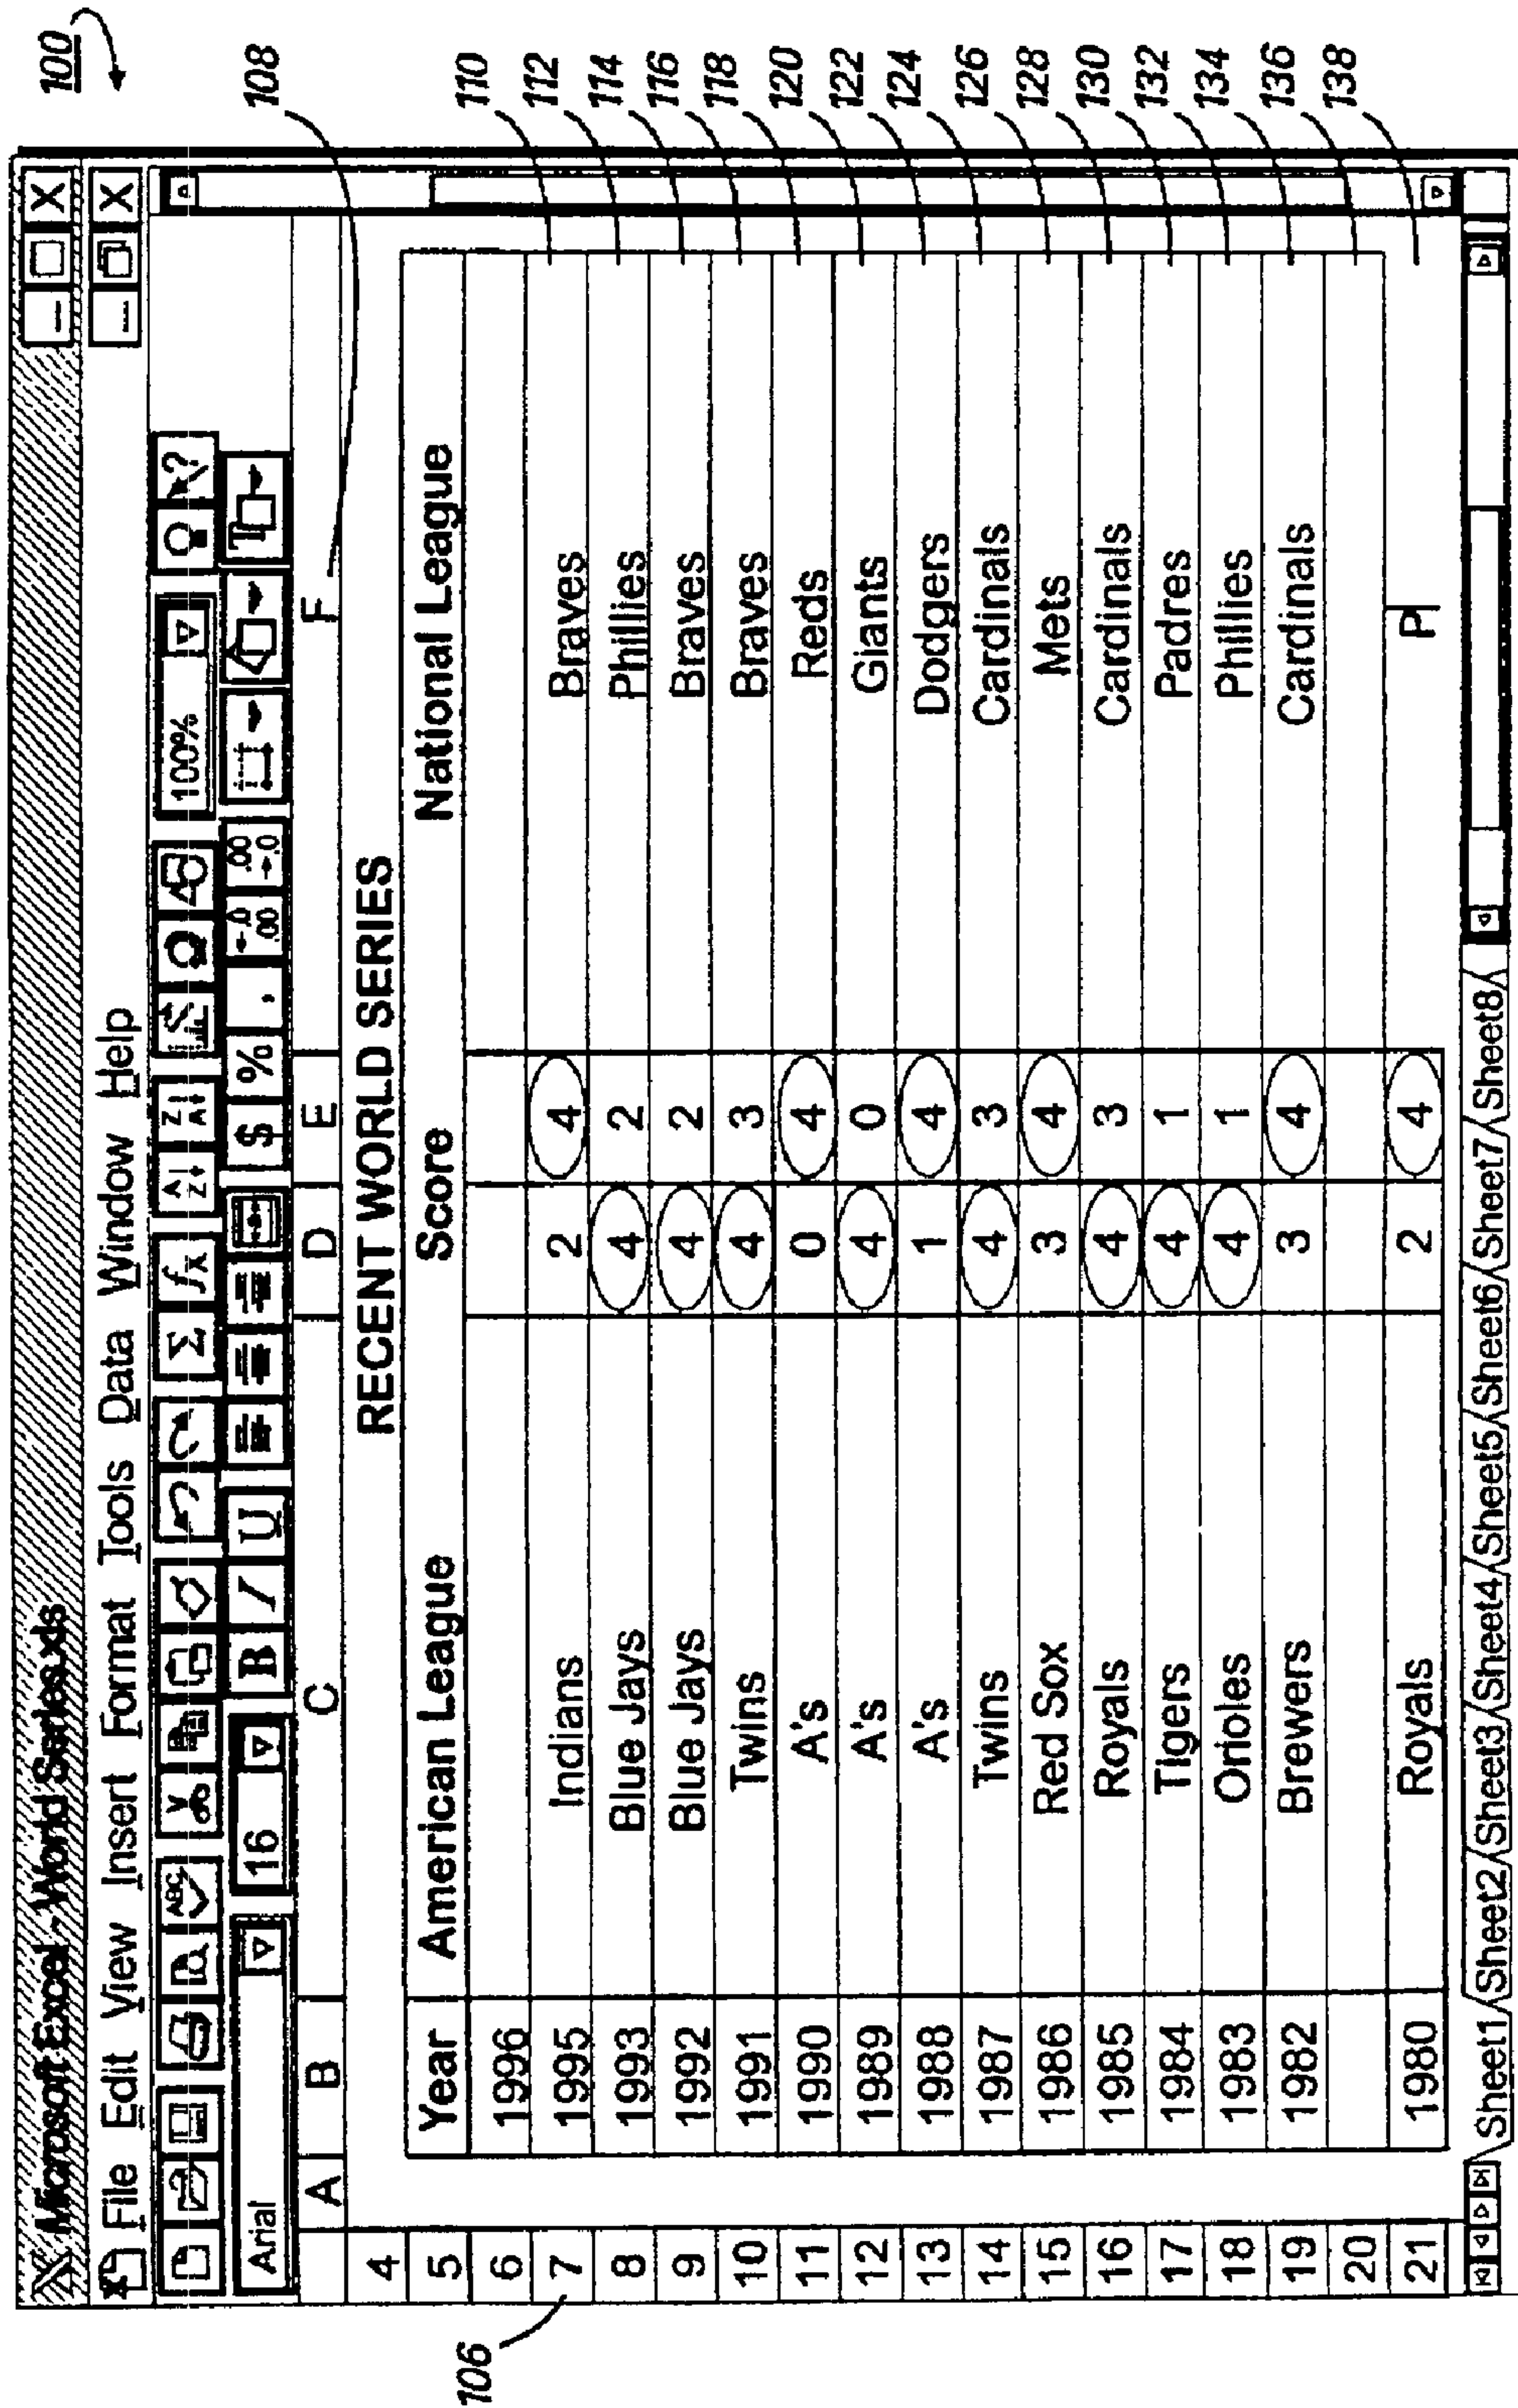 100
Microsoft Excel - World Series.xls
File Edit View Insert Format Tools Data Window Help
ABC Σ fx A Z Z A 100% ?
Arial 16 B I U $ % , ←.0 .00 .00 →.0
108
A B C D E F
4 RECENT WORLD SERIES
5 Year American League Score National League
6 1996
7 1995 Indians 2 4 Braves 110
8 1993 Blue Jays 4 2 Phillies 112
9 1992 Blue Jays 4 2 Braves 114
10 1991 Twins 4 3 Braves 116
11 1990 A's 0 4 Reds 118
12 1989 A's 4 0 Giants 120
13 1988 A's 1 4 Dodgers 122
14 1987 Twins 4 3 Cardinals 124
15 1986 Red Sox 3 4 Mets 126
16 1985 Royals 4 3 Cardinals 128
17 1984 Tigers 4 1 Padres 130
18 1983 Orioles 4 1 Phillies 132
19 1982 Brewers 3 4 Cardinals 134
20 136
21 1980 Royals 2 4 P 138
106
Sheet1 Sheet2 Sheet3 Sheet4 Sheet5 Sheet6 Sheet7 Sheet8